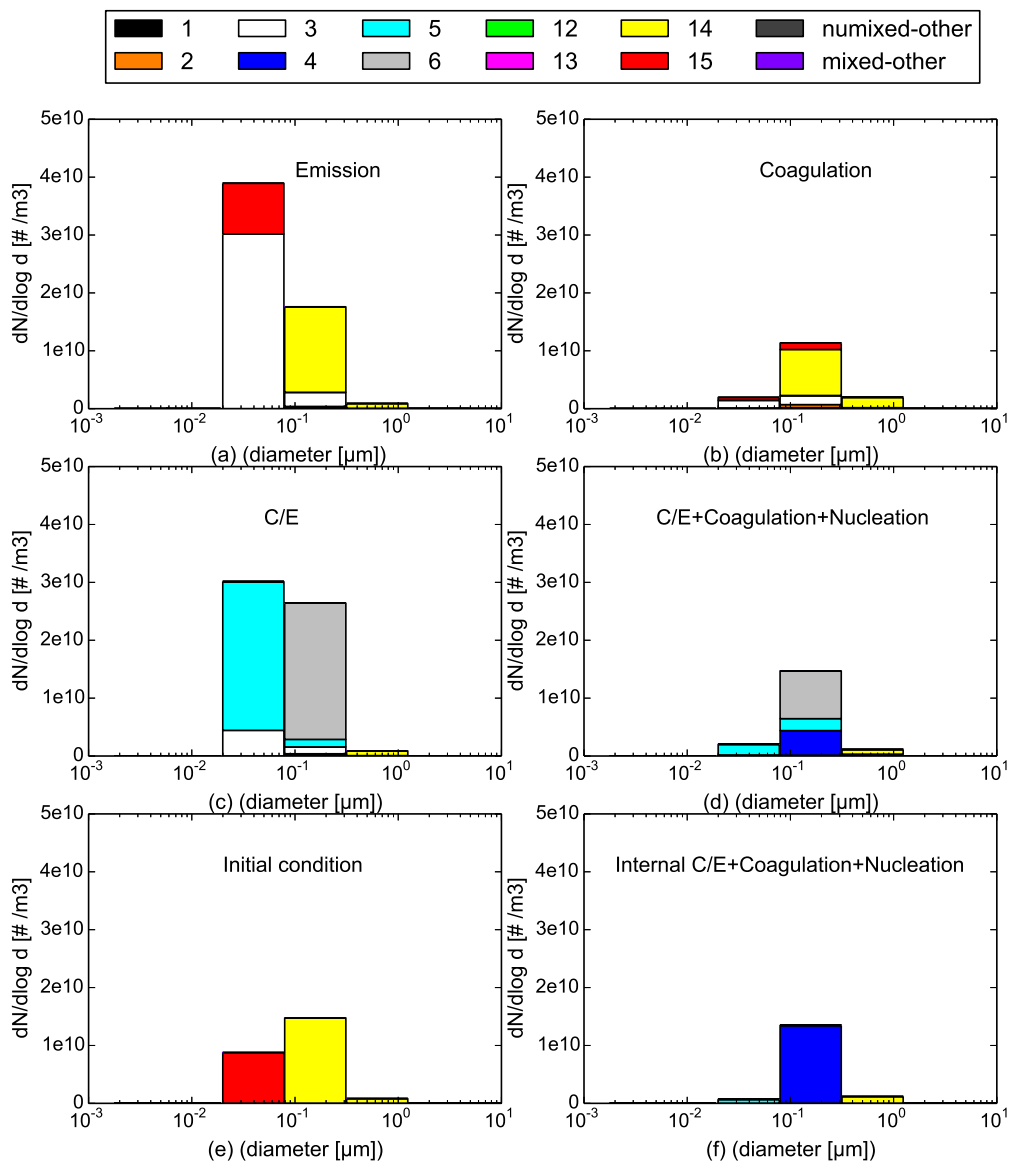 1 3 5 12 14 numixed-other
2 4 6 13 15 mixed-other
5e10 4e10 3e10 2e10 1e10 0
dN/dlog d [# /m3]
Emission
10⁻³ 10⁻² 10⁻¹ 10⁰ 10¹
(a) (diameter [µm])
5e10 4e10 3e10 2e10 1e10 0
dN/dlog d [# /m3]
Coagulation
10⁻³ 10⁻² 10⁻¹ 10⁰ 10¹
(b) (diameter [µm])
5e10 4e10 3e10 2e10 1e10 0
dN/dlog d [# /m3]
C/E
10⁻³ 10⁻² 10⁻¹ 10⁰ 10¹
(c) (diameter [µm])
5e10 4e10 3e10 2e10 1e10 0
dN/dlog d [# /m3]
C/E+Coagulation+Nucleation
10⁻³ 10⁻² 10⁻¹ 10⁰ 10¹
(d) (diameter [µm])
5e10 4e10 3e10 2e10 1e10 0
dN/dlog d [# /m3]
Initial condition
10⁻³ 10⁻² 10⁻¹ 10⁰ 10¹
(e) (diameter [µm])
5e10 4e10 3e10 2e10 1e10 0
dN/dlog d [# /m3]
Internal C/E+Coagulation+Nucleation
10⁻³ 10⁻² 10⁻¹ 10⁰ 10¹
(f) (diameter [µm])